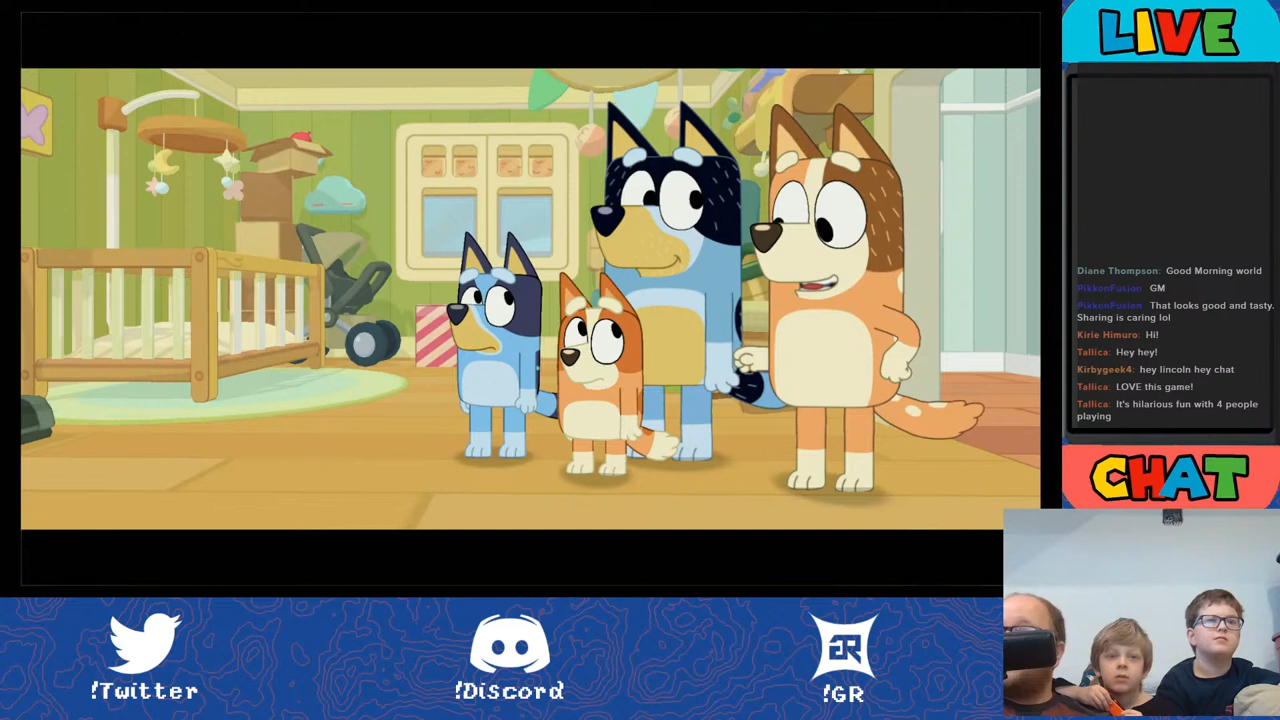 LIVE
Diane Thompson: Good Morning world
PikkonFusion GM
PikkonFusion That looks good and tasty.
Sharing is caring lol
Kirie Himuro: Hi!
Tallica: Hey hey!
Kirbygeek4: hey lincoln hey chat
Tallica: LOVE this game!
Tallica: It's hilarious fun with 4 people
playing
CHAT
!Twitter
!Discord
GR
!GR